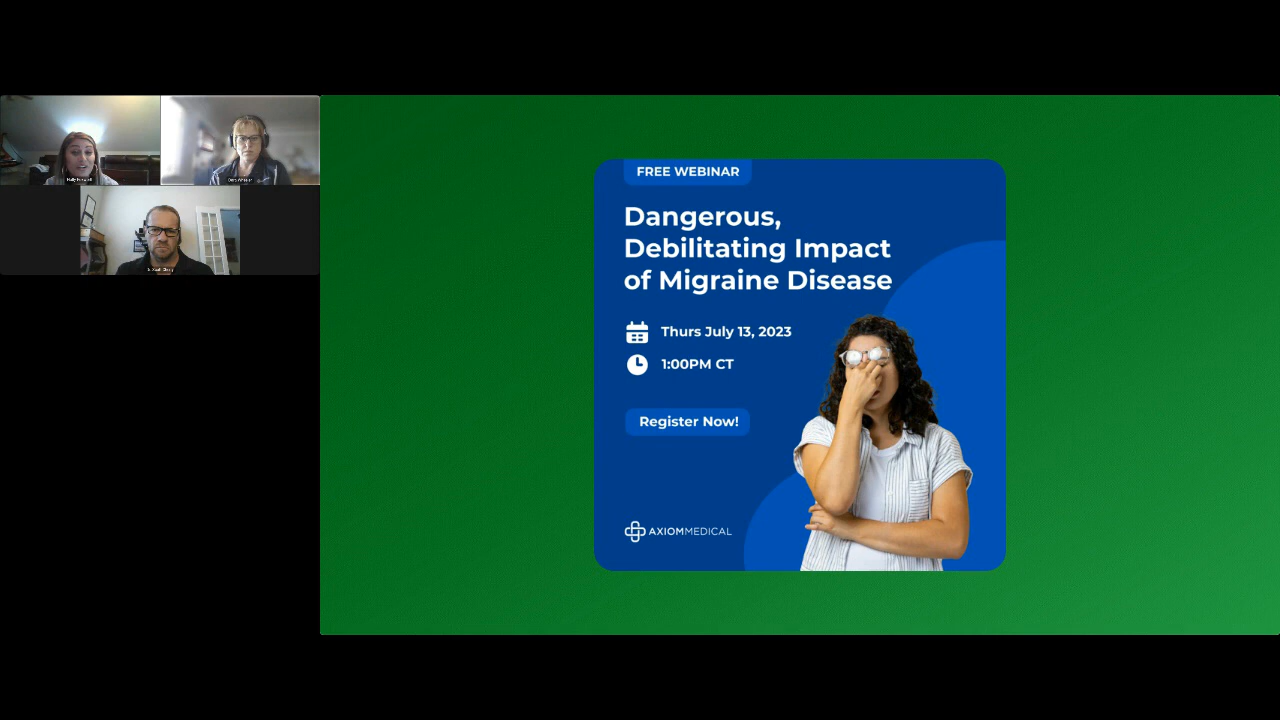 FREE WEBINAR
Dangerous,
Debilitating Impact
of Migraine Disease
Thurs July 13, 2023
1:00PM CT
Register Now!
AXIOMMEDICAL